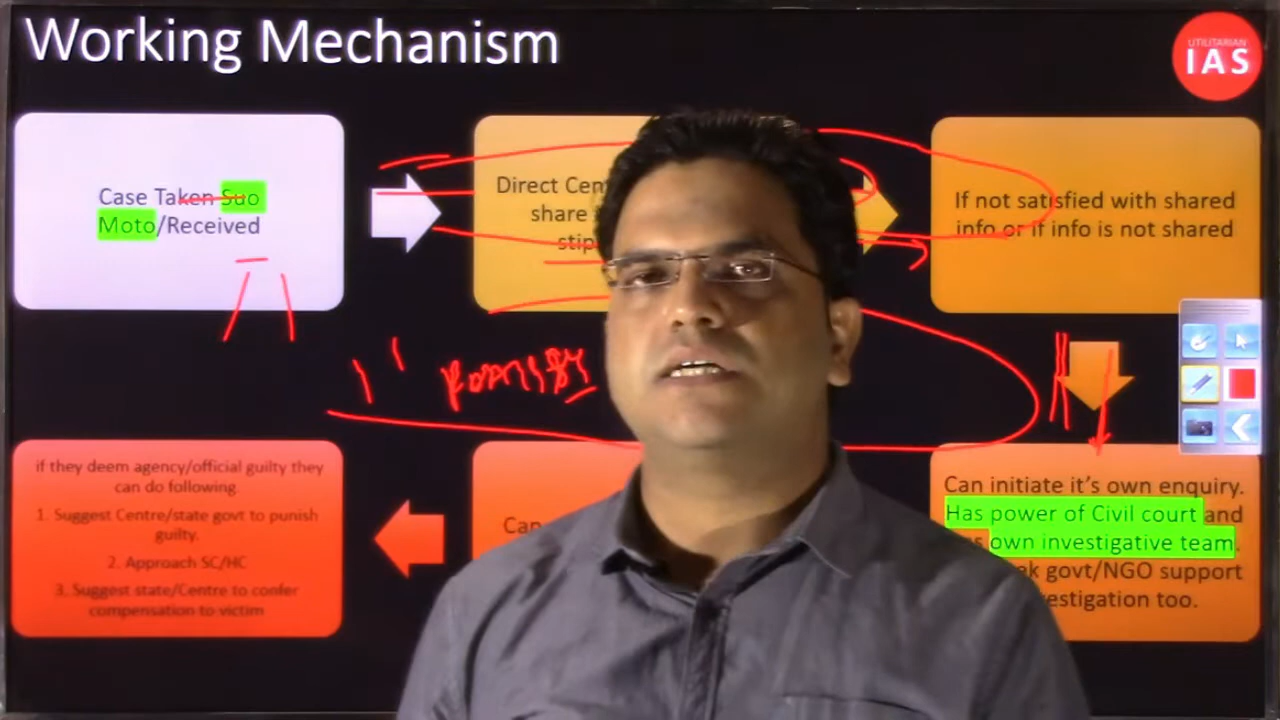 Working Mechanism
UTILITARIAN
IAS
Case Taken Suo
Moto/Received
Direct Cen
share
stip
If not satisfied with shared
info or if info is not shared
Can initiate it's own enquiry.
Has power of Civil court and
own investigative team.
govt/NGO support
too.
Can
if they deem agency/official guilty they
can do following.
1. Suggest Centre/state govt to punish
guilty.
2. Approach SC/HC
3. Suggest state/Centre to confer
compensation to victim